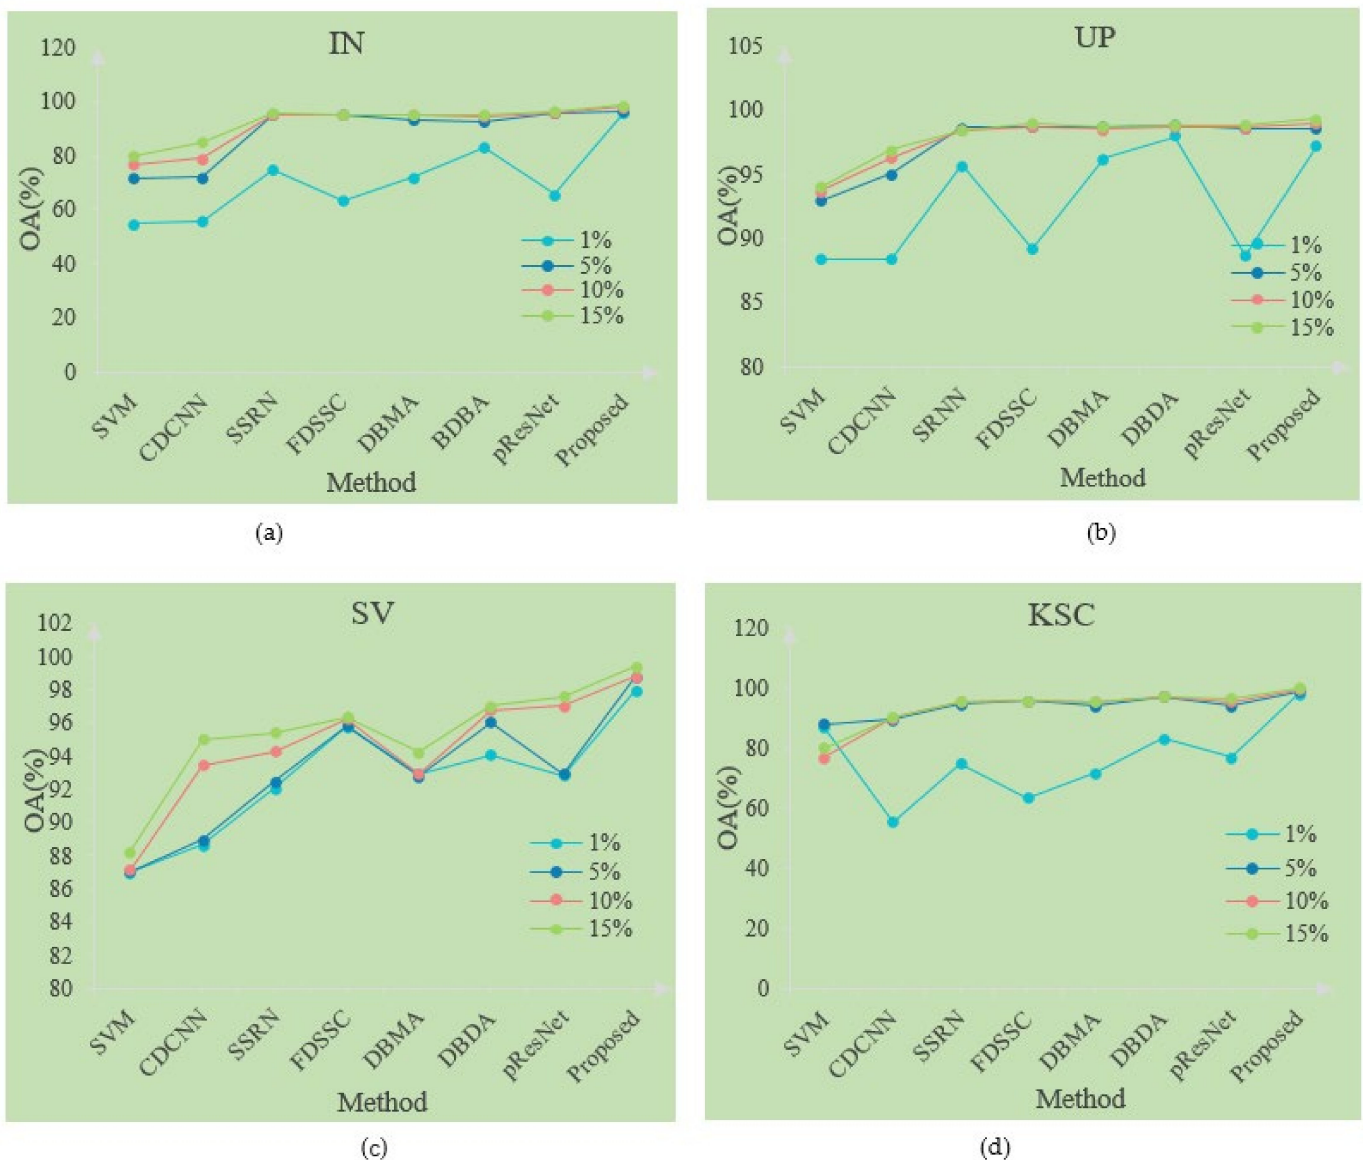 IN
120
100
80
60
40
20
0
OA(%)
1%
5%
10%
15%
SVM
CDCNN
SSRN
FDSSC
DBMA
BDBA
pResNet
Proposed
Method
(a)
UP
105
100
95
90
85
80
OA(%)
1%
5%
10%
15%
SVM
CDCNN
SRNN
FDSSC
DBMA
DBDA
pResNet
Proposed
Method
(b)
SV
102
100
98
96
94
92
90
88
86
84
82
80
OA(%)
1%
5%
10%
15%
SVM
CDCNN
SSRN
FDSSC
DBMA
DBDA
pResNet
Proposed
Method
(c)
KSC
120
100
80
60
40
20
0
OA(%)
1%
5%
10%
15%
SVM
CDCNN
SSRN
FDSSC
DBMA
DBDA
pResNet
Proposed
Method
(d)